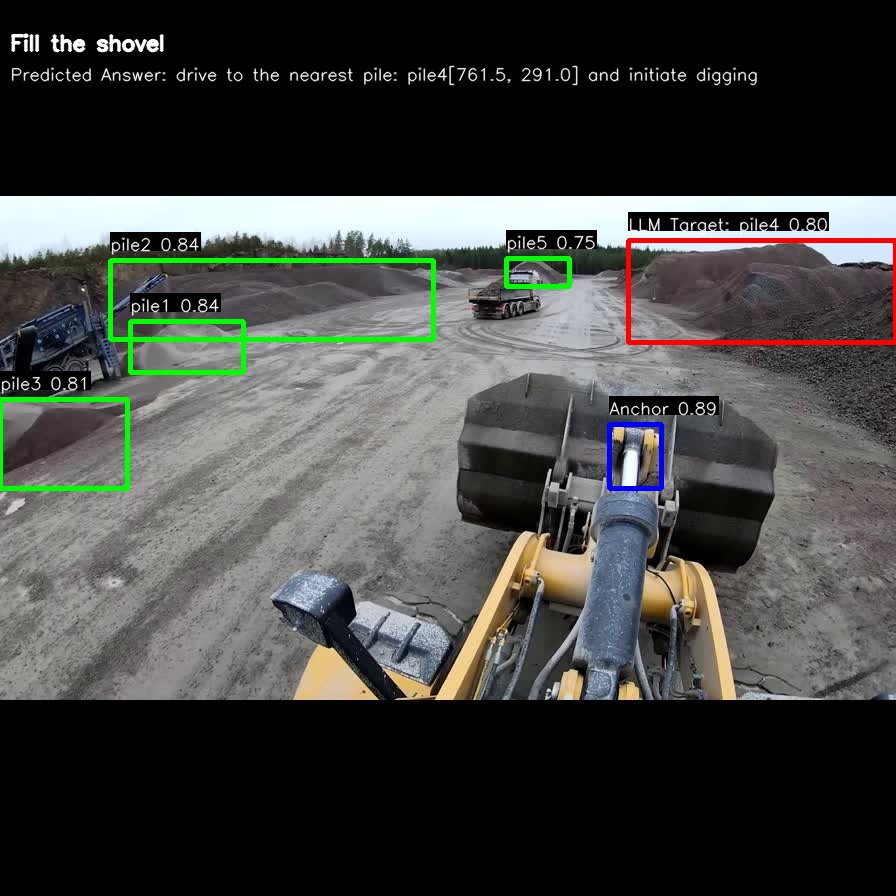 Fill the shovel
Predicted Answer: drive to the nearest pile: pile4[761.5, 291.0] and initiate digging
LLM Target: pile4 0.80
pile2 0.84
pile5 0.75
pile1 0.84
pile3 0.81
Anchor 0.89